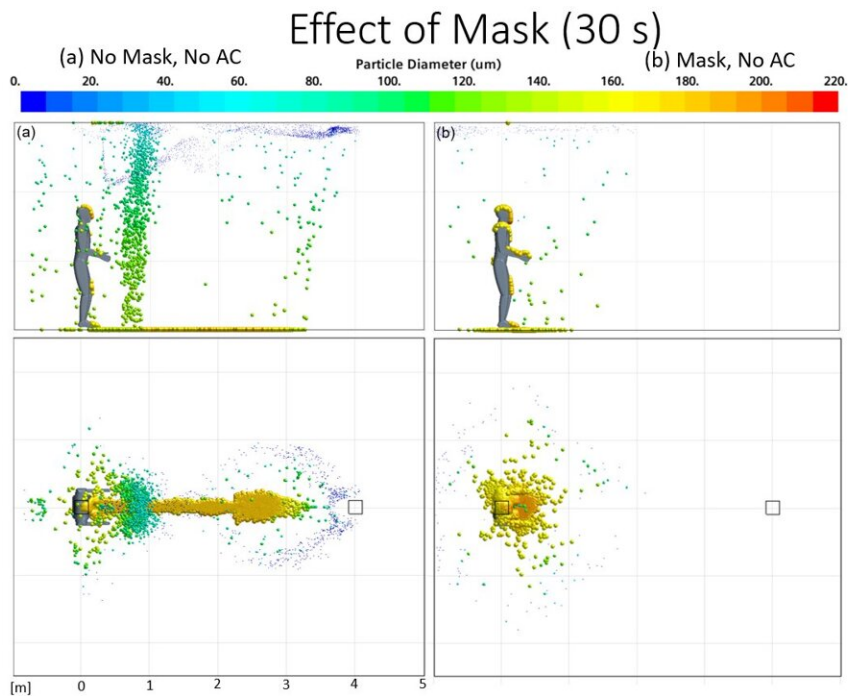 Effect of Mask (30 s)
(a) No Mask, No AC
Particle Diameter (um)
(b) Mask, No AC
0. 20. 40. 60. 80. 100. 120. 140. 160. 180. 200. 220.
(a)
(b)
[m] 0 1 2 3 4 5